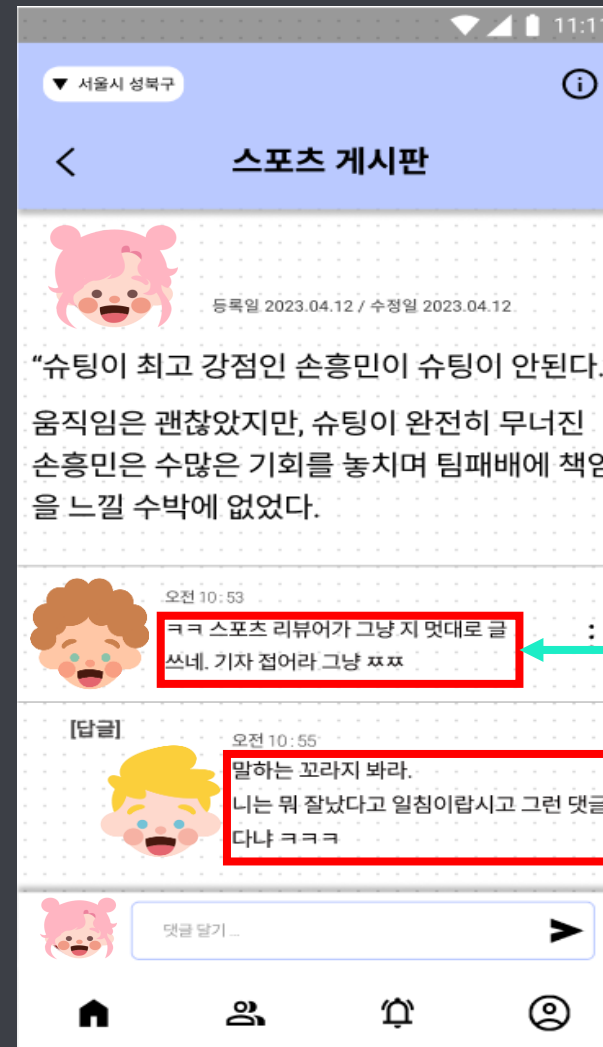 11:11
▼ 서울시 성북구
스포츠 게시판
등록일 2023.04.12 / 수정일 2023.04.12
“슈팅이 최고 강점인 손흥민이 슈팅이 안된다.
움직임은 괜찮았지만, 슈팅이 완전히 무너진
손흥민은 수많은 기회를 놓치며 팀패배에 책임
을 느낄 수박에 없었다.
오전 10:53
ㅋㅋ 스포츠 리뷰어가 그냥 지 멋대로 글
쓰네. 기자 접어라 그냥 ㅉㅉ
[답글]
오전 10:55
말하는 꼬라지 봐라.
니는 뭐 잘났다고 일침이랍시고 그런 댓글
다냐 ㅋㅋㅋ
댓글 달기 ...